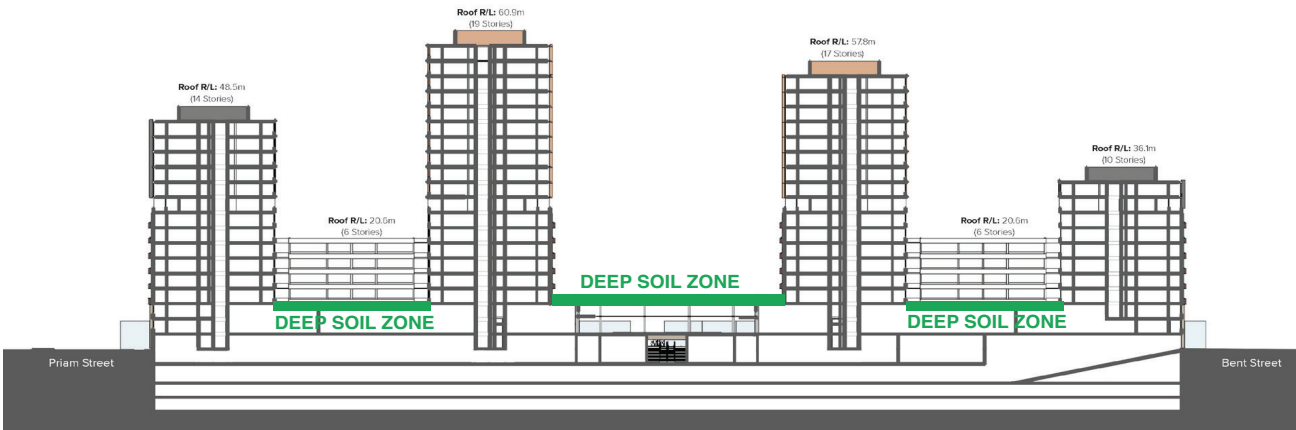 Roof R/L: 60.9m
(19 Stories)
Roof R/L: 57.8m
(17 Stories)
Roof R/L: 48.5m
(14 Stories)
Roof R/L: 36.1m
(10 Stories)
Roof R/L: 20.6m
(6 Stories)
Roof R/L: 20.6m
(6 Stories)
DEEP SOIL ZONE
DEEP SOIL ZONE
DEEP SOIL ZONE
Priam Street
Bent Street